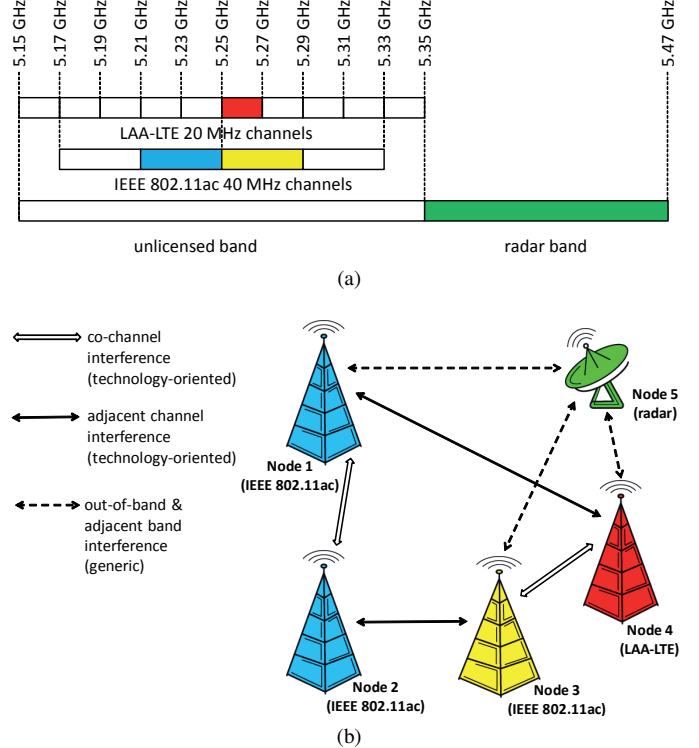 5.15 GHz
5.17 GHz
5.19 GHz
5.21 GHz
5.23 GHz
5.25 GHz
5.27 GHz
5.29 GHz
5.31 GHz
5.33 GHz
5.35 GHz
5.47 GHz
LAA-LTE 20 MHz channels
IEEE 802.11ac 40 MHz channels
unlicensed band
radar band
(a)
co-channel
interference
(technology-oriented)
adjacent channel
interference
(technology-oriented)
out-of-band &
adjacent band
interference
(generic)
Node 1
(IEEE 802.11ac)
Node 5
(radar)
Node 2
(IEEE 802.11ac)
Node 3
(IEEE 802.11ac)
Node 4
(LAA-LTE)
(b)